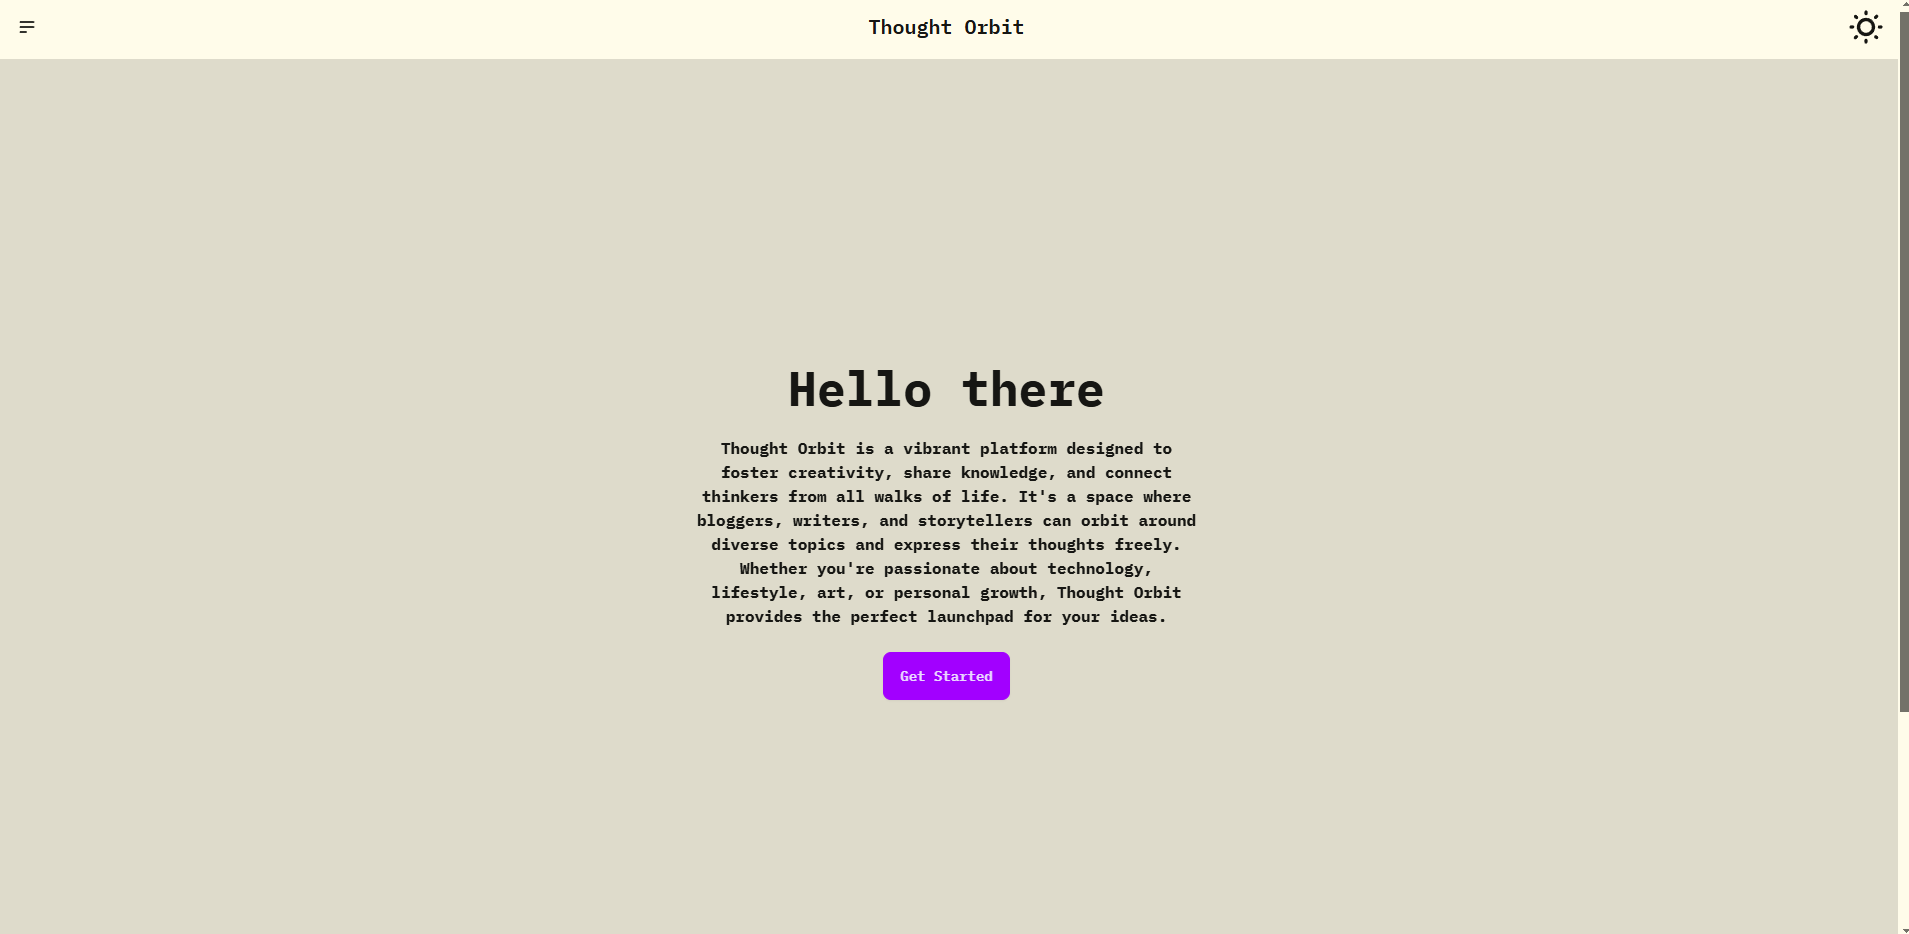 Thought Orbit
Hello there
Thought Orbit is a vibrant platform designed to
foster creativity, share knowledge, and connect
thinkers from all walks of life. It's a space where
bloggers, writers, and storytellers can orbit around
diverse topics and express their thoughts freely.
Whether you're passionate about technology,
lifestyle, art, or personal growth, Thought Orbit
provides the perfect launchpad for your ideas.
Get Started